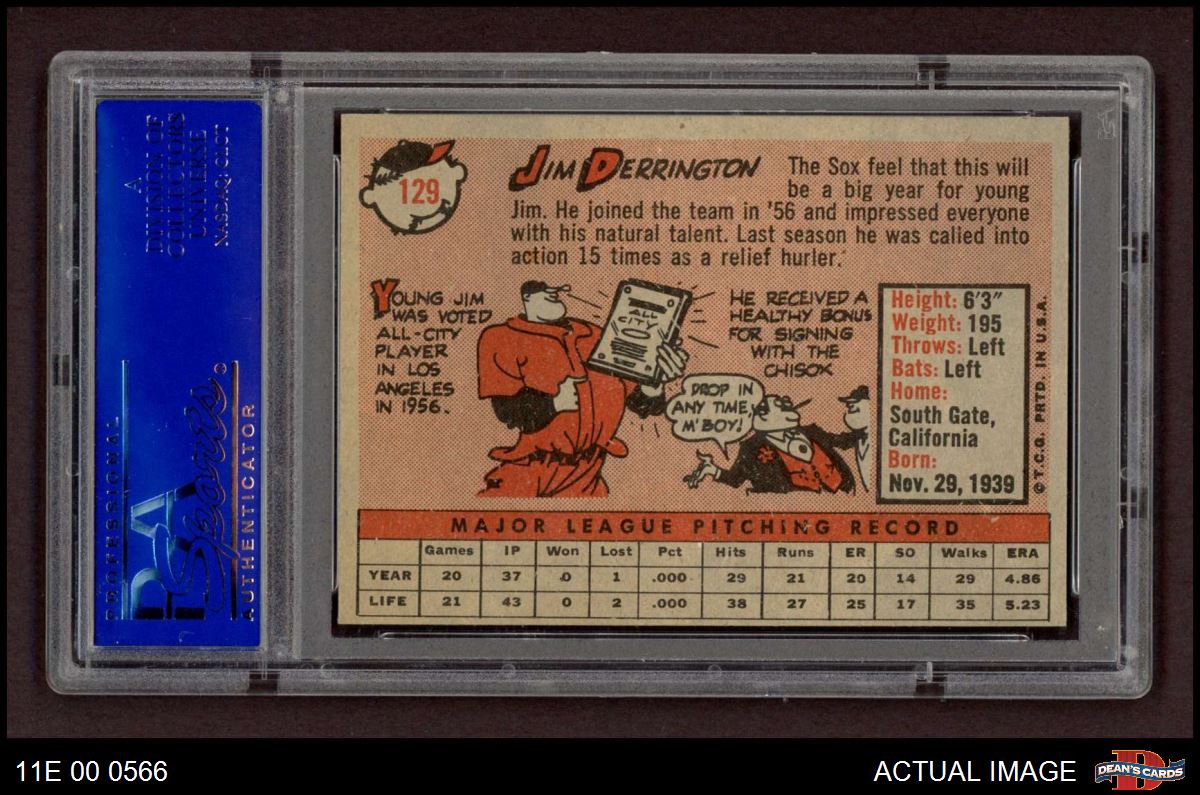 A
DIVISION OF
COLLECTORS
UNIVERSE
NASDAQ: CLCT
PROFESSIONAL
PSA
Sports
AUTHENTICATOR
129
JIM DERRINGTON
The Sox feel that this will
be a big year for young
Jim. He joined the team in '56 and impressed everyone
with his natural talent. Last season he was called into
action 15 times as a relief hurler.
YOUNG JIM
WAS VOTED
ALL-CITY
PLAYER
IN LOS
ANGELES
IN 1956.
ALL
CITY
HE RECEIVED A
HEALTHY BONUS
FOR SIGNING
WITH THE
CHISOX
DROP IN
ANY TIME,
M'BOY!
Height: 6'3"
Weight: 195
Throws: Left
Bats: Left
Home:
South Gate,
California
Born:
Nov. 29, 1939
© T.C.G. PRTD. IN U.S.A.
MAJOR LEAGUE PITCHING RECORD
Games IP Won Lost Pct Hits Runs ER SO Walks ERA
YEAR 20 37 0 1 .000 29 21 20 14 29 4.86
LIFE 21 43 0 2 .000 38 27 25 17 35 5.23
11E 00 0566
ACTUAL IMAGE
D
DEAN'S CARDS